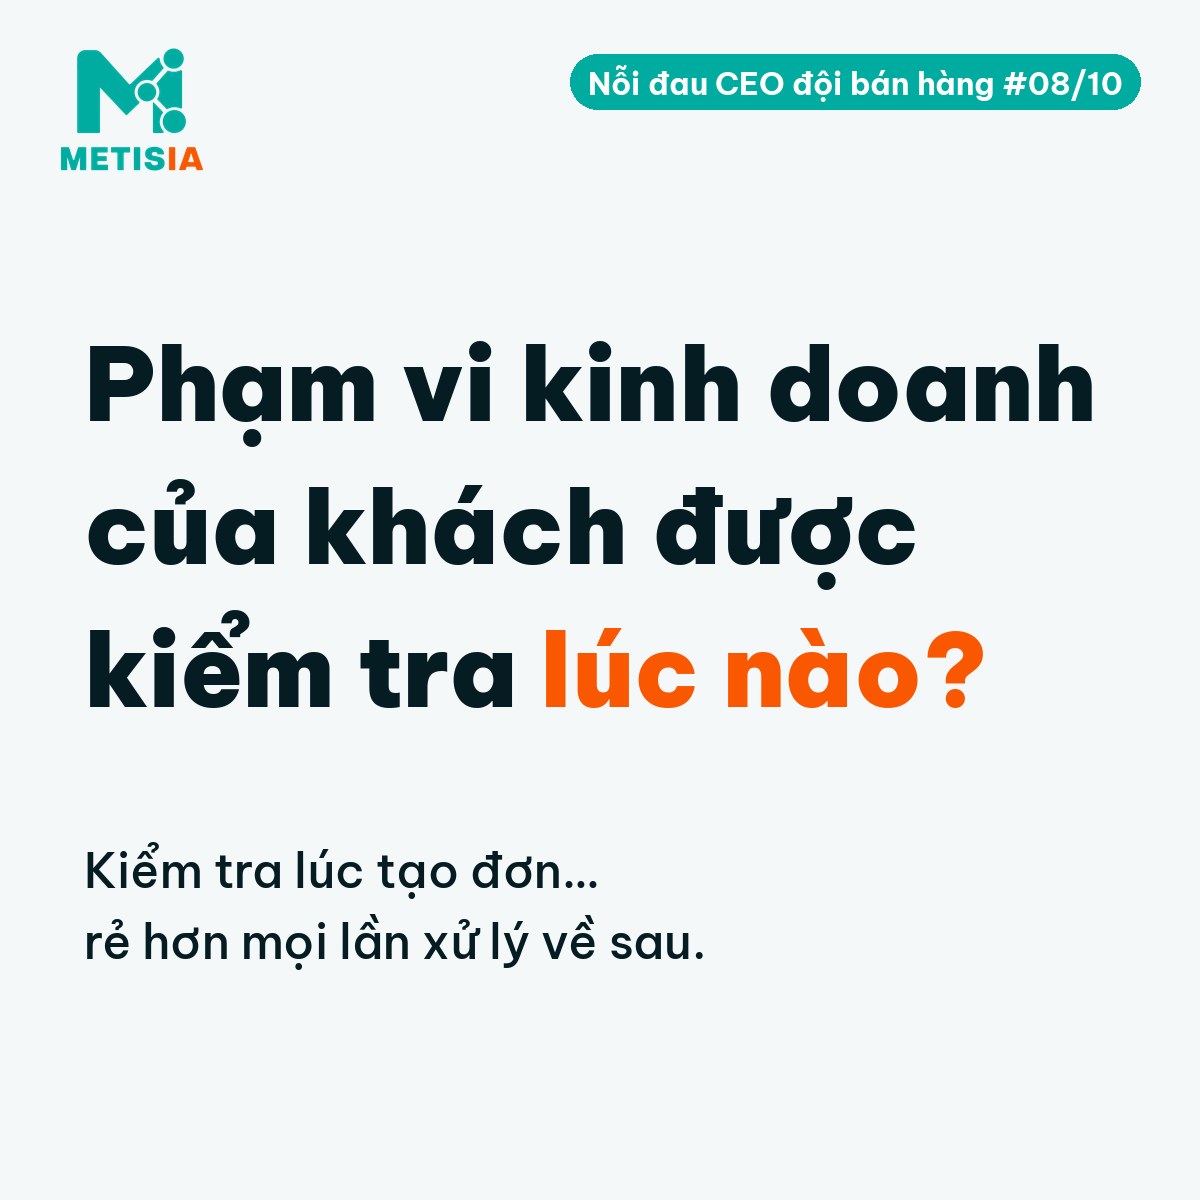 METISIA
Nỗi đau CEO đội bán hàng #08/10
Phạm vi kinh doanh
của khách được
kiểm tra lúc nào?
Kiểm tra lúc tạo đơn...
rẻ hơn mọi lần xử lý về sau.